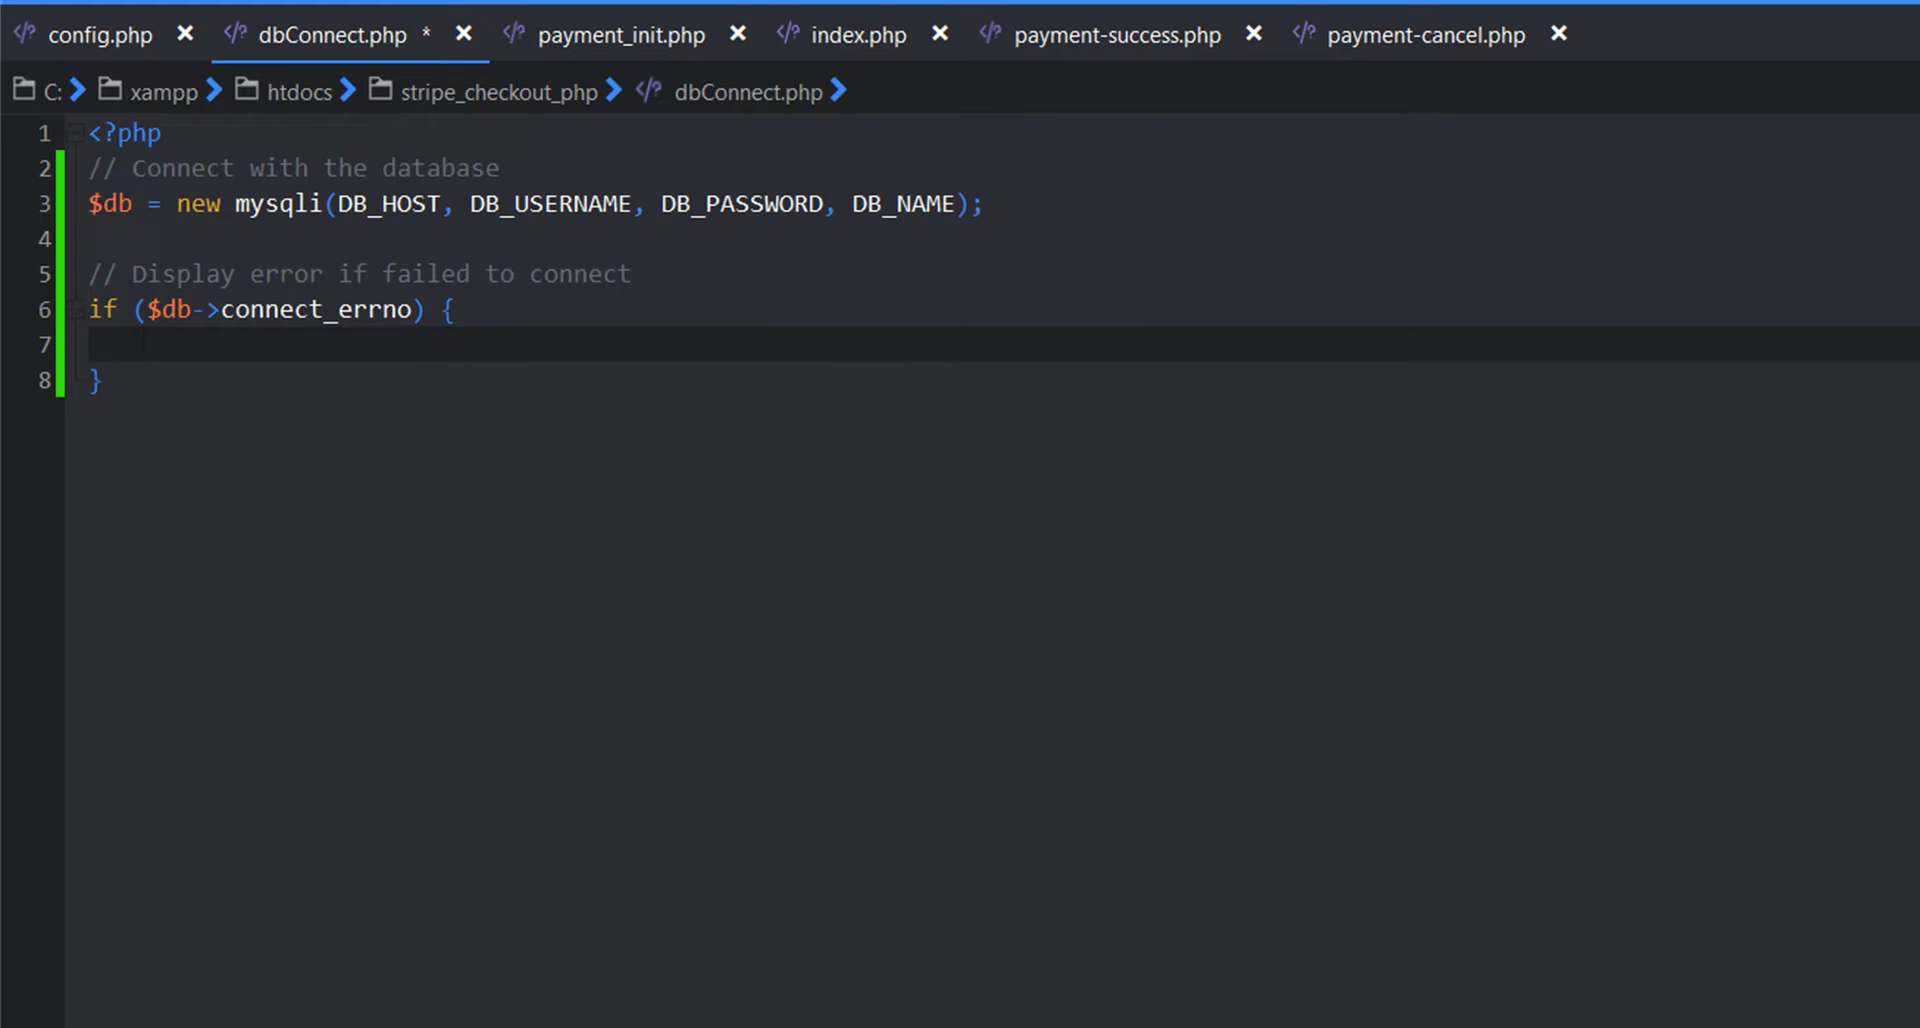 config.php dbConnect.php * payment_init.php index.php payment-success.php payment-cancel.php
C: xampp htdocs stripe_checkout_php dbConnect.php
1 <?php
2 // Connect with the database
3 $db = new mysqli(DB_HOST, DB_USERNAME, DB_PASSWORD, DB_NAME);
4
5 // Display error if failed to connect
6 if ($db->connect_errno) {
7
8 }